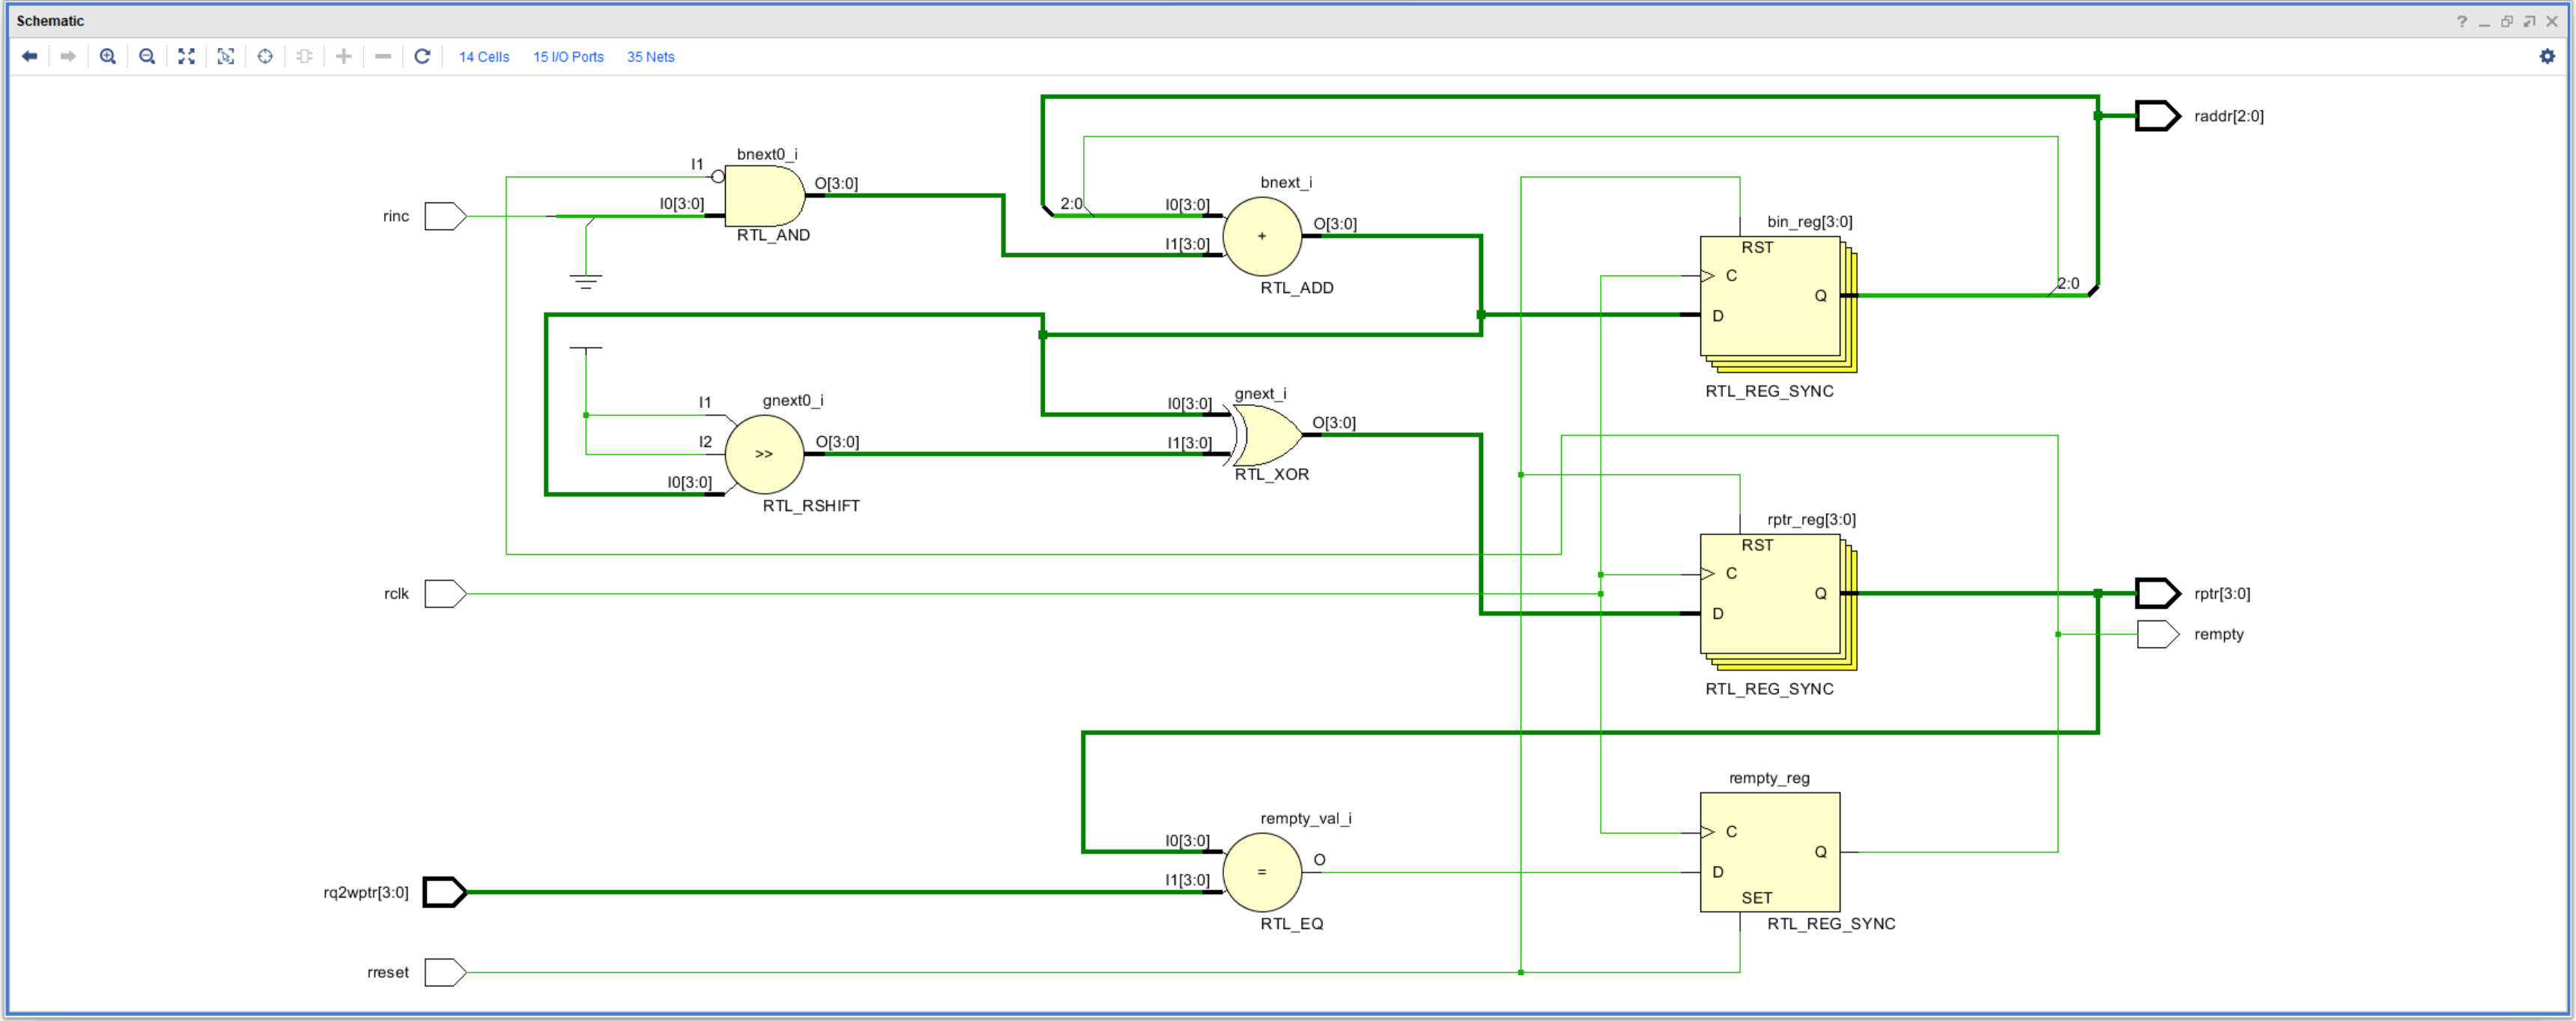 Schematic
14 Cells 15 I/O Ports 35 Nets
raddr[2:0]
bnext0_i
I1
O[3:0]
I0[3:0]
RTL_AND
rinc
bnext_i
2:0
I0[3:0]
O[3:0]
I1[3:0]
+
RTL_ADD
bin_reg[3:0]
RST
C
Q
2:0
D
RTL_REG_SYNC
gnext0_i
I1
I2
O[3:0]
>>
I0[3:0]
RTL_RSHIFT
gnext_i
I0[3:0]
O[3:0]
I1[3:0]
RTL_XOR
rptr_reg[3:0]
RST
C
Q
D
RTL_REG_SYNC
rclk
rptr[3:0]
rempty
rempty_reg
C
Q
D
SET
RTL_REG_SYNC
rempty_val_i
I0[3:0]
O
I1[3:0]
=
RTL_EQ
rq2wptr[3:0]
rreset